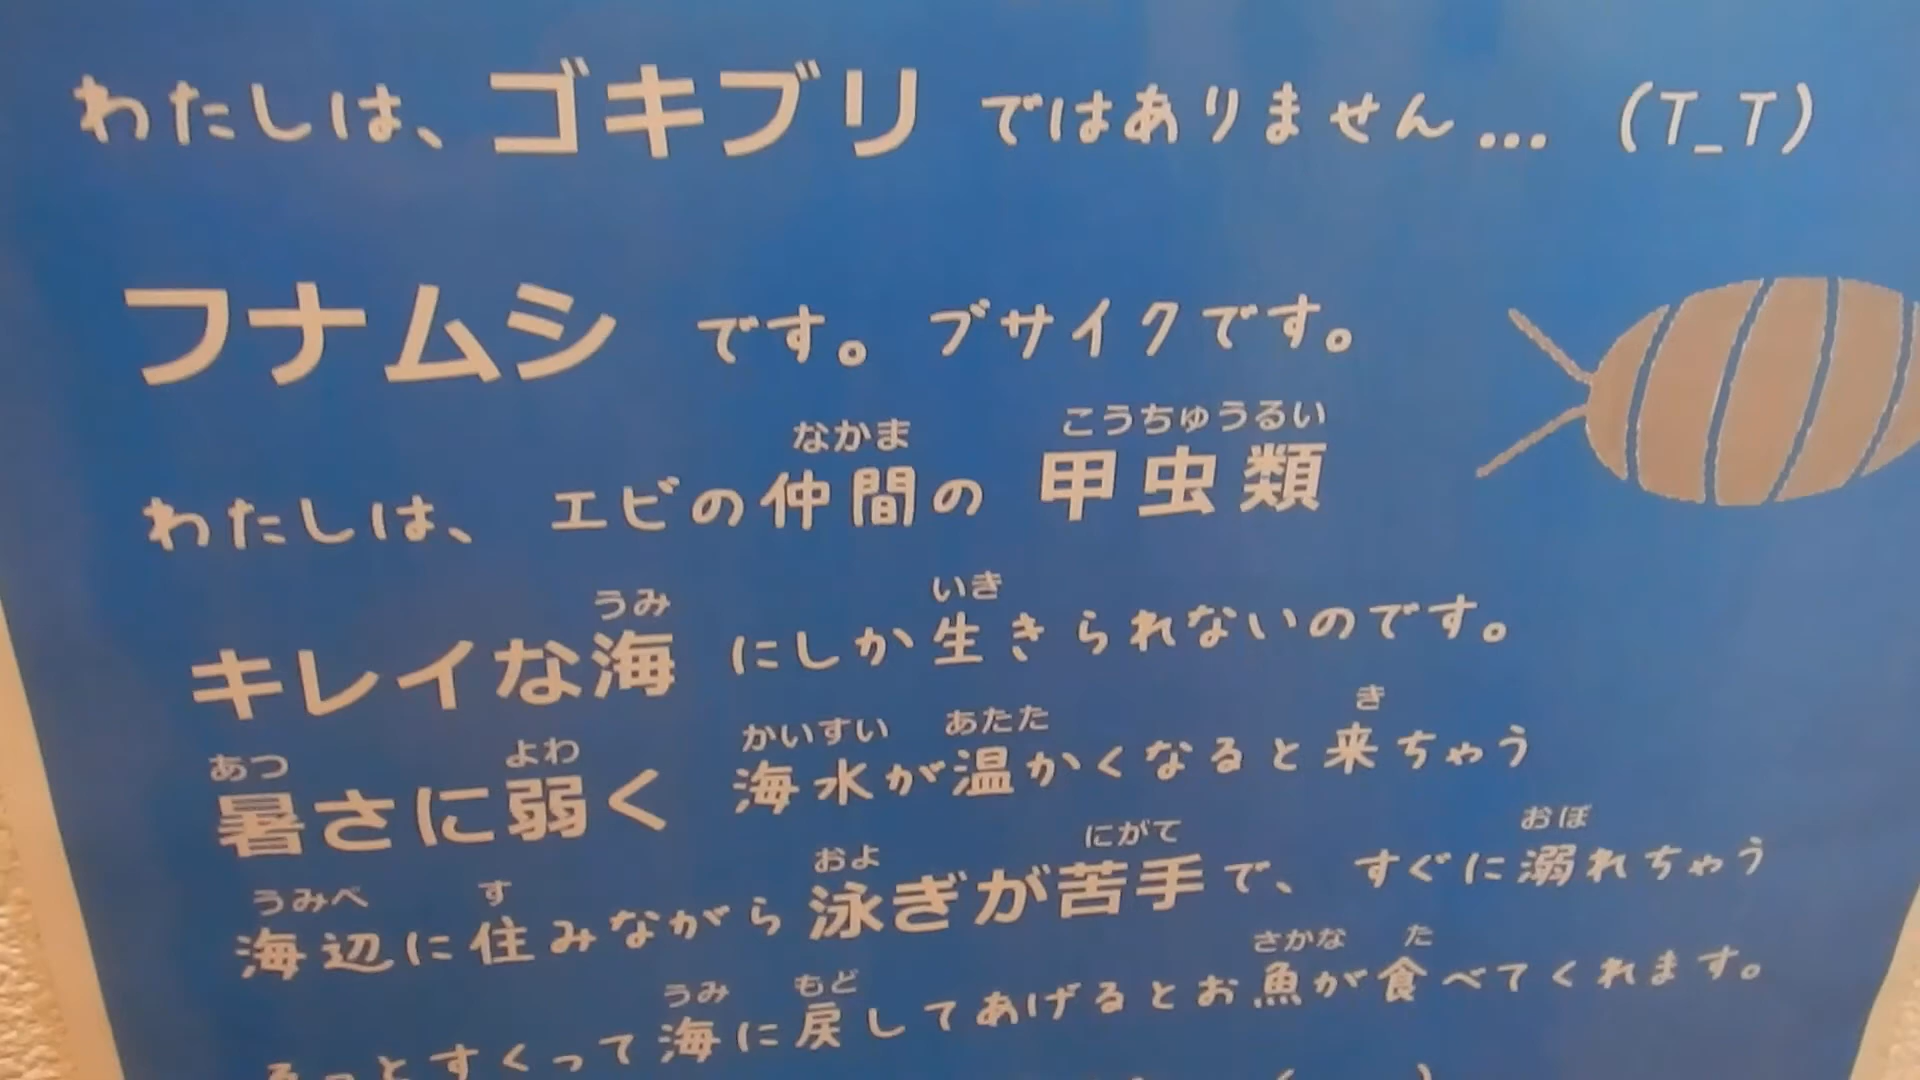 わたしは、ゴキブリではありません... (T_T)
フナムシです。ブサイクです。
なかま こうちゅうるい
わたしは、エビの仲間の甲虫類
うみ いき
キレイな海にしか生きられないのです。
あつ よわ かいすい あたた き
暑さに弱く 海水が温かくなると来ちゃう
うみべ す およ にがて おぼ
海辺に住みながら泳ぎが苦手で、すぐに溺れちゃう
うみ もど さかな た
すくって海に戻してあげるとお魚が食べてくれます。